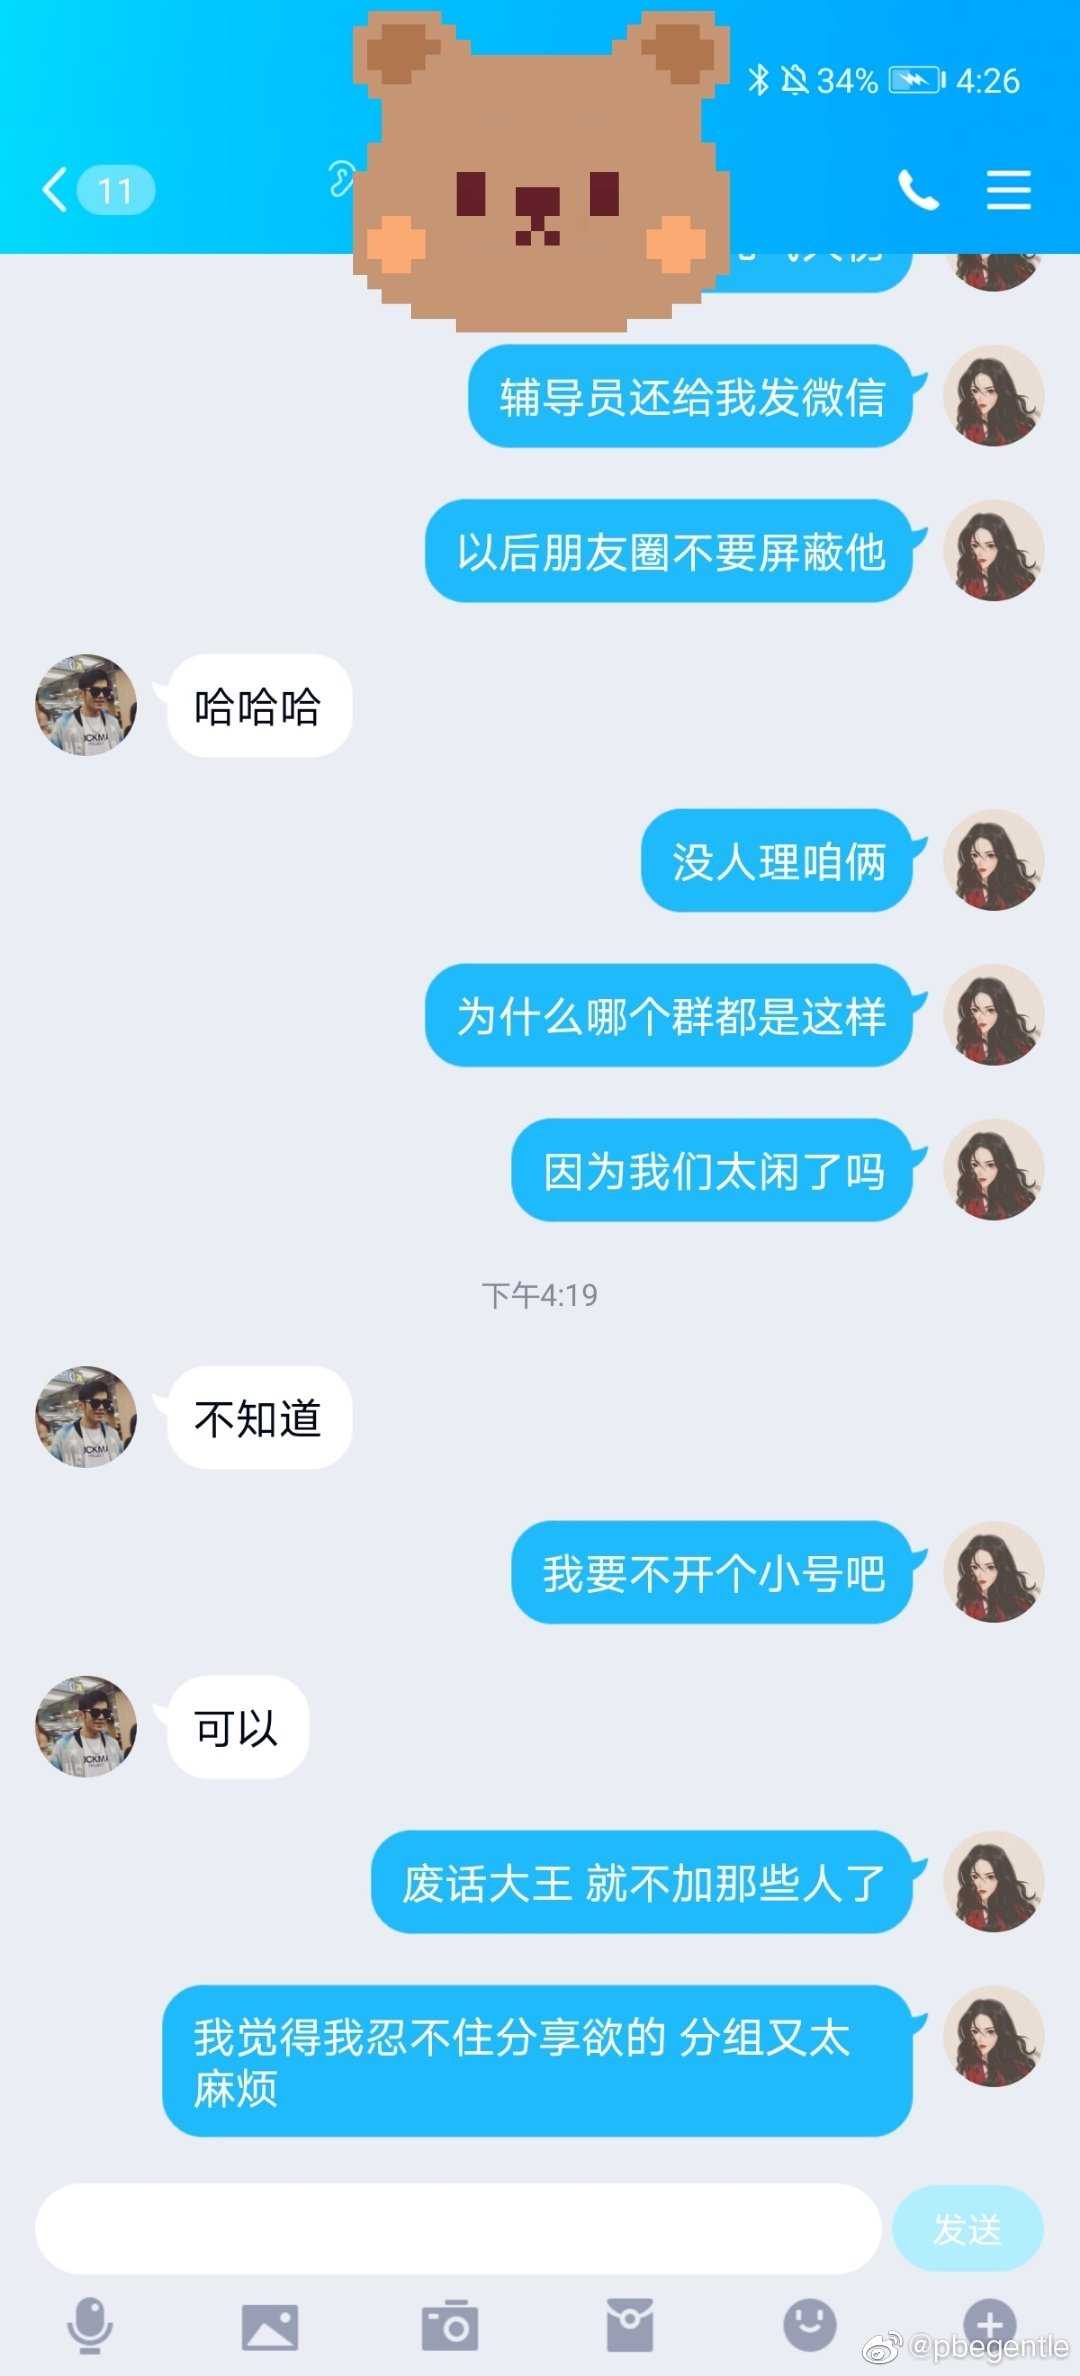 34% 4:26
11
辅导员还给我发微信
以后朋友圈不要屏蔽他
哈哈哈
没人理咱俩
为什么哪个群都是这样
因为我们太闲了吗
下午4:19
不知道
我要不开个小号吧
可以
废话大王 就不加那些人了
我觉得我忍不住分享欲的 分组又太
麻烦
发送
@pbegentle